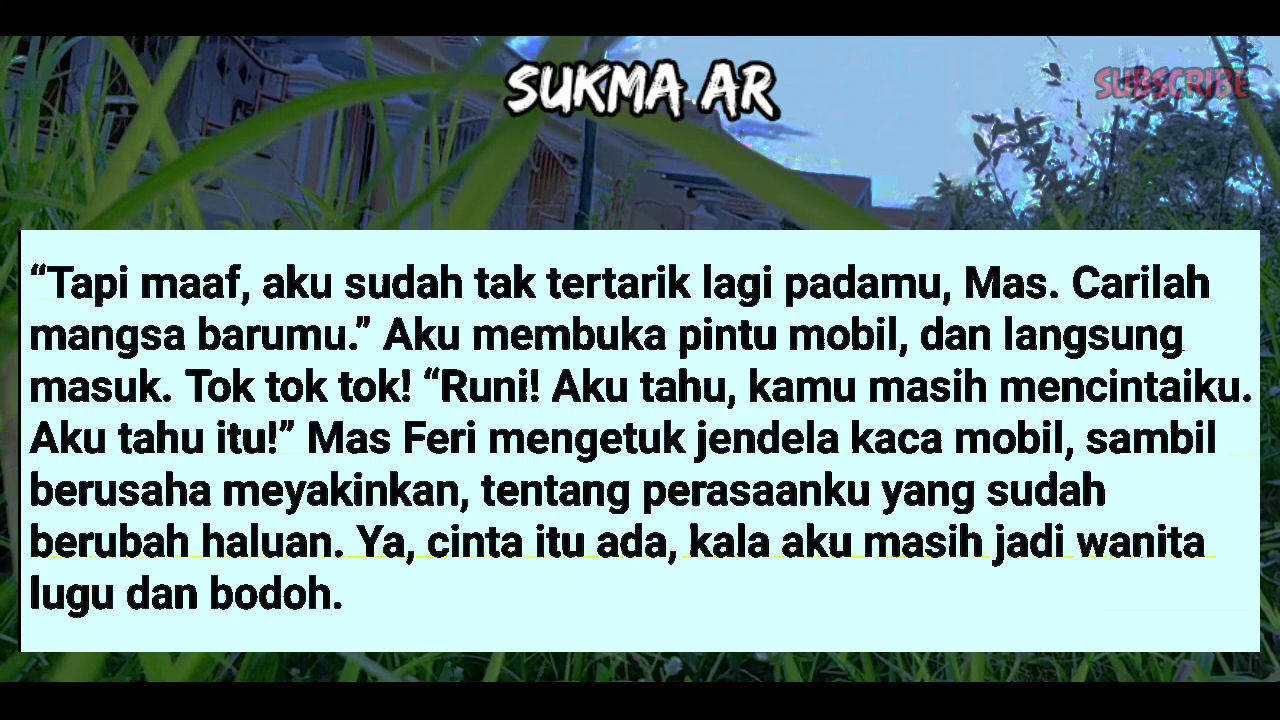 SUKMA AR
SUBSCRIBE
“Tapi maaf, aku sudah tak tertarik lagi padamu, Mas. Carilah
mangsa barumu.” Aku membuka pintu mobil, dan langsung
masuk. Tok tok tok! “Runi! Aku tahu, kamu masih mencintaiku.
Aku tahu itu!” Mas Feri mengetuk jendela kaca mobil, sambil
berusaha meyakinkan, tentang perasaanku yang sudah
berubah haluan. Ya, cinta itu ada, kala aku masih jadi wanita
lugu dan bodoh.